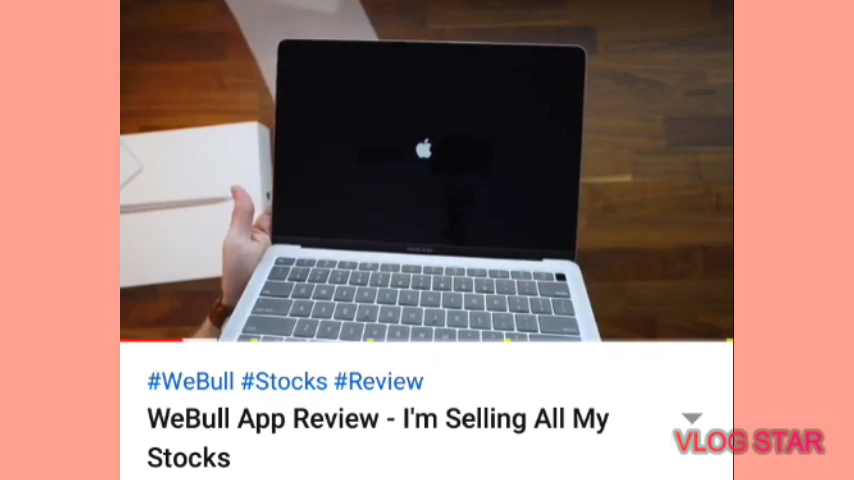 #WeBull #Stocks #Review
WeBull App Review - I'm Selling All My
Stocks
VLOG STAR